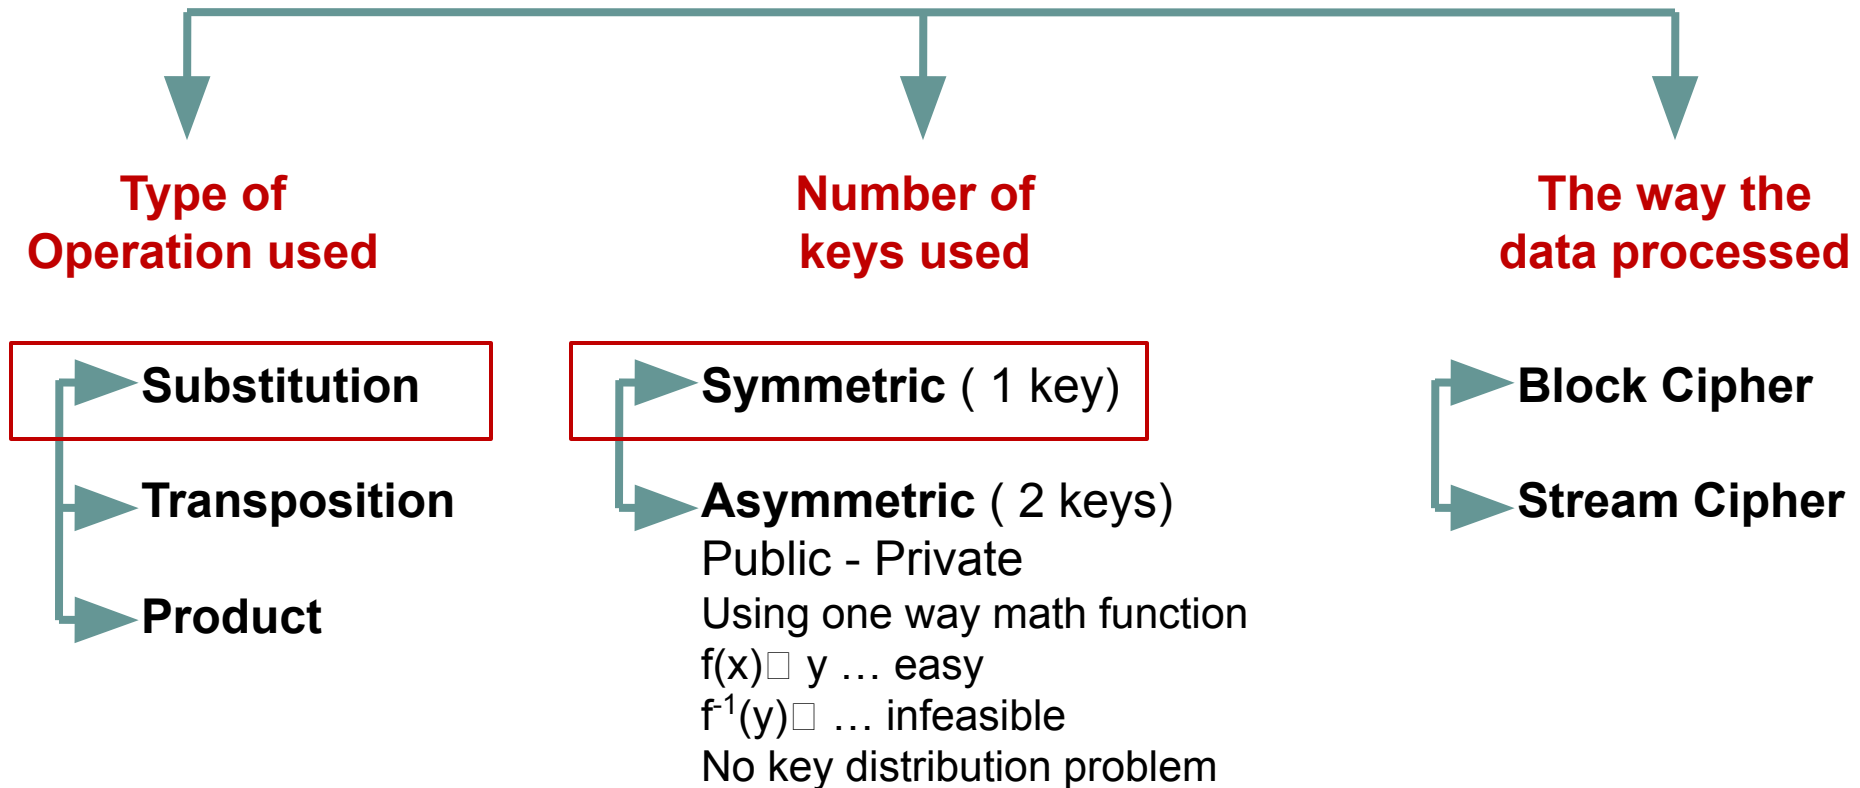 Type of
Operation used
Number of
keys used
The way the
data processed
Substitution
Transposition
Product
Symmetric ( 1 key)
Asymmetric ( 2 keys)
Public - Private
Using one way math function
f(x)□ y … easy
f⁻¹(y)□ … infeasible
No key distribution problem
Block Cipher
Stream Cipher